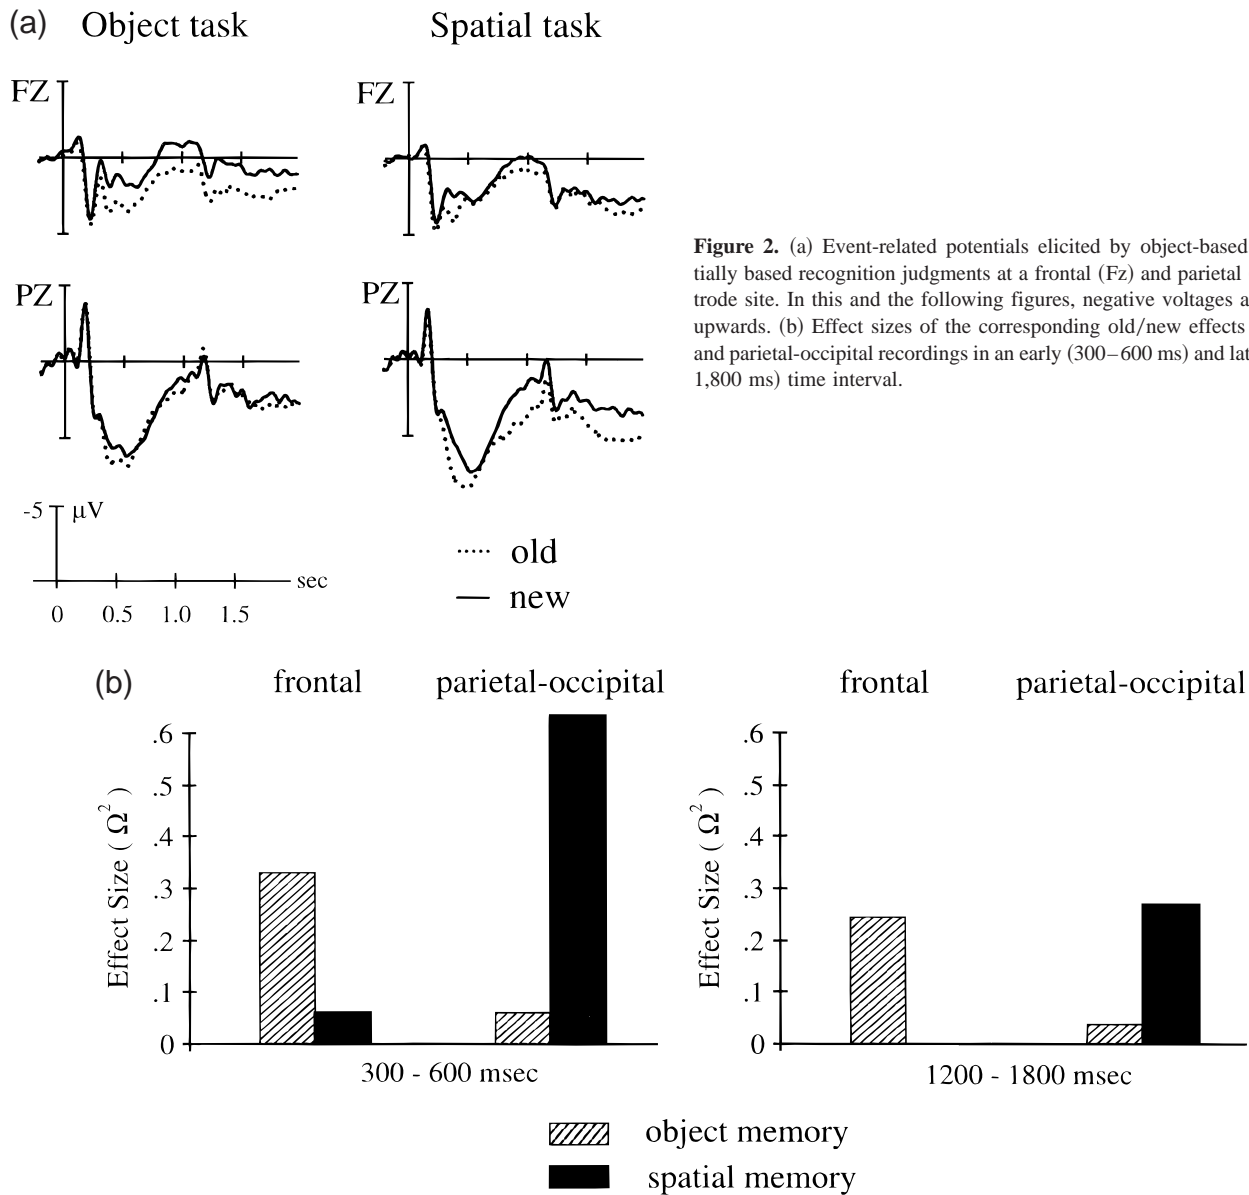 (a) Object task Spatial task
FZ FZ
PZ PZ
-5 µV
sec
0 0.5 1.0 1.5
old
new
Figure 2. (a) Event-related potentials elicited by object-based
tially based recognition judgments at a frontal (Fz) and parietal
trode site. In this and the following figures, negative voltages a
upwards. (b) Effect sizes of the corresponding old/new effects
and parietal-occipital recordings in an early (300–600 ms) and lat
1,800 ms) time interval.
(b) frontal parietal-occipital frontal parietal-occipital
Effect Size ( Ω² )
.6
.5
.4
.3
.2
.1
0
300 - 600 msec
Effect Size ( Ω² )
.6
.5
.4
.3
.2
.1
0
1200 - 1800 msec
object memory
spatial memory